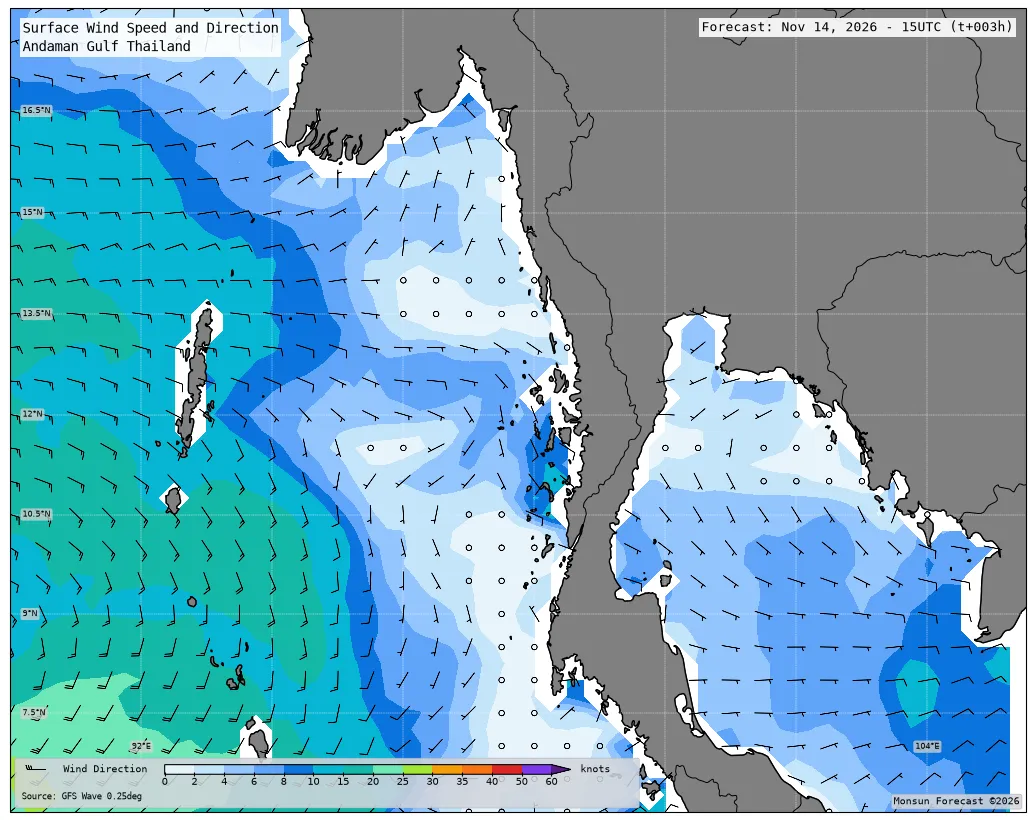 Surface Wind Speed and Direction
Andaman Gulf Thailand
Forecast: Nov 14, 2026 - 15UTC (t+003h)
16.5°N
15°N
13.5°N
12°N
10.5°N
9°N
7.5°N
92°E
104°E
Wind Direction
knots
0 2 4 6 8 10 15 20 25 30 35 40 50 60
Source: GFS Wave 0.25deg
Monsun Forecast ©2026